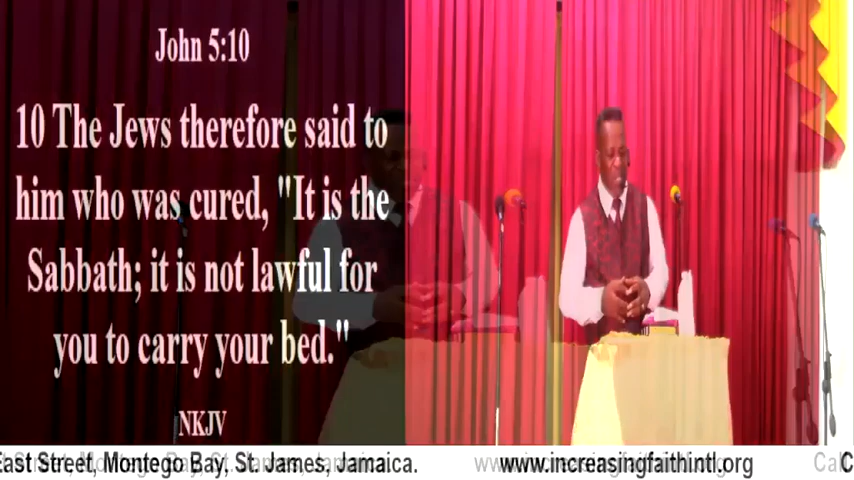 John 5:10
10 The Jews therefore said to
him who was cured, "It is the
Sabbath; it is not lawful for
you to carry your bed."
NKJV
East Street, Montego Bay, St. James, Jamaica. www.increasingfaithintl.org